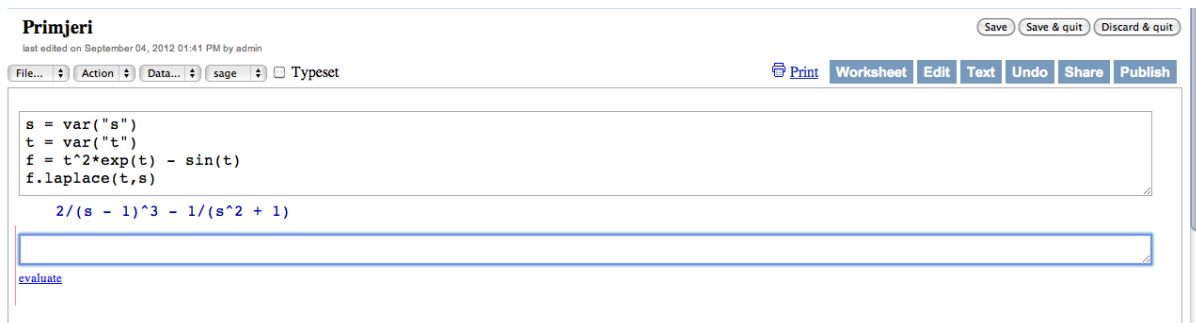 Primjeri
Save Save & quit Discard & quit
last edited on September 04, 2012 01:41 PM by admin
File... Action Data... sage Typeset Print Worksheet Edit Text Undo Share Publish
s = var("s")
t = var("t")
f = t^2*exp(t) - sin(t)
f.laplace(t,s)
2/(s - 1)^3 - 1/(s^2 + 1)
evaluate